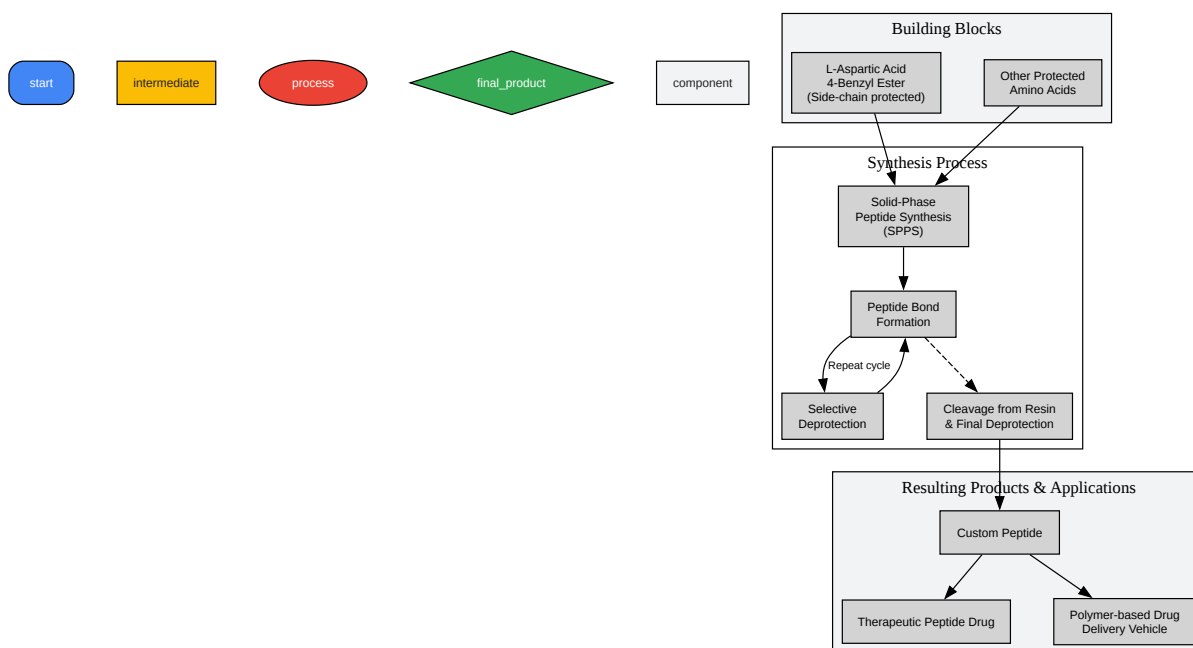 start
intermediate
process
final_product
component
Building Blocks
L-Aspartic Acid
4-Benzyl Ester
(Side-chain protected)
Other Protected
Amino Acids
Synthesis Process
Solid-Phase
Peptide Synthesis
(SPPS)
Peptide Bond
Formation
Repeat cycle
Selective
Deprotection
Cleavage from Resin
& Final Deprotection
Resulting Products & Applications
Custom Peptide
Therapeutic Peptide Drug
Polymer-based Drug
Delivery Vehicle